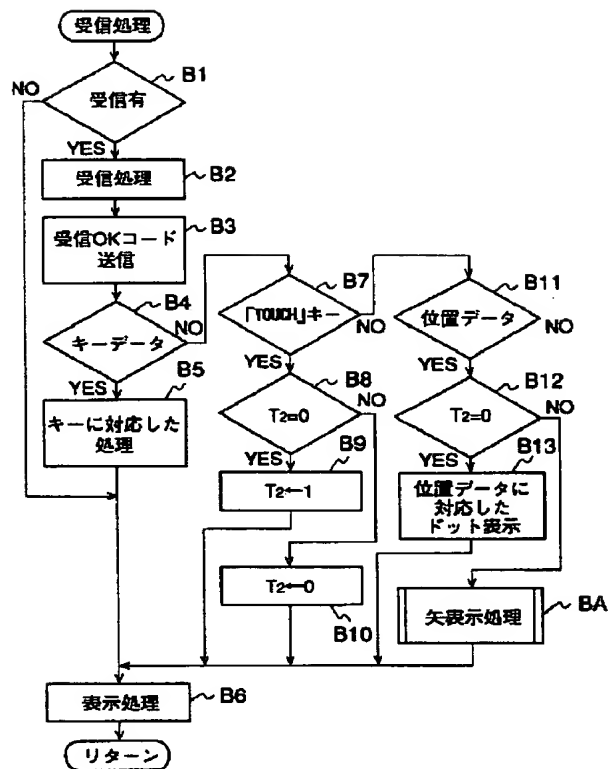 受信処理
B1
NO
受信有
YES
受信処理
B2
B3
受信OKコード
送信
B4
キーデータ
NO
YES
B5
キーに対応した
処理
B7
「TOUCH」キー
NO
YES
B8
T2=0
NO
YES
B9
T2←1
T2←0
B10
B11
位置データ
NO
YES
B12
T2=0
NO
YES
B13
位置データに
対応した
ドット表示
矢表示処理
BA
表示処理
B6
リターン